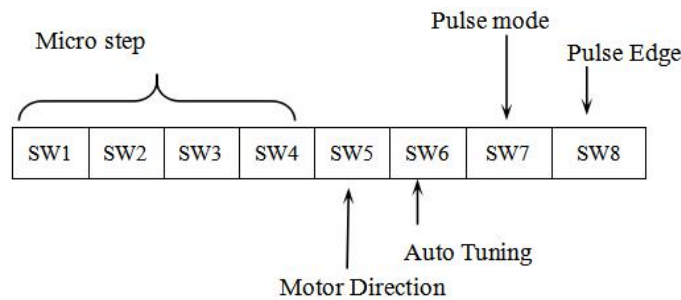 Pulse mode
Micro step
Pulse Edge
SW1 SW2 SW3 SW4 SW5 SW6 SW7 SW8
Auto Tuning
Motor Direction